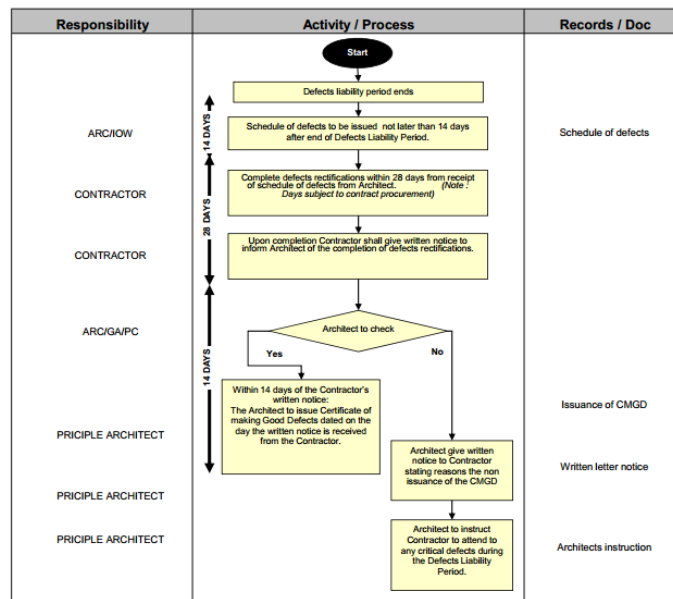 Responsibility
Activity / Process
Records / Doc
Start
Defects liability period ends
14 DAYS
ARC/IOW
Schedule of defects to be issued not later than 14 days
after end of Defects Liability Period.
Schedule of defects
28 DAYS
CONTRACTOR
Complete defects rectifications within 28 days from receipt
of schedule of defects from Architect. (Note :
Days subject to contract procurement)
CONTRACTOR
Upon completion Contractor shall give written notice to
inform Architect of the completion of defects rectifications.
14 DAYS
ARC/GA/PC
Architect to check
Yes
No
Within 14 days of the Contractor's
written notice:
The Architect to issue Certificate of
making Good Defects dated on the
day the written notice is received
from the Contractor.
Issuance of CMGD
PRICIPLE ARCHITECT
Architect give written
notice to Contractor
stating reasons the non
issuance of the CMGD
Written letter notice
PRICIPLE ARCHITECT
PRICIPLE ARCHITECT
Architect to instruct
Contractor to attend to
any critical defects during
the Defects Liability
Period.
Architects instruction